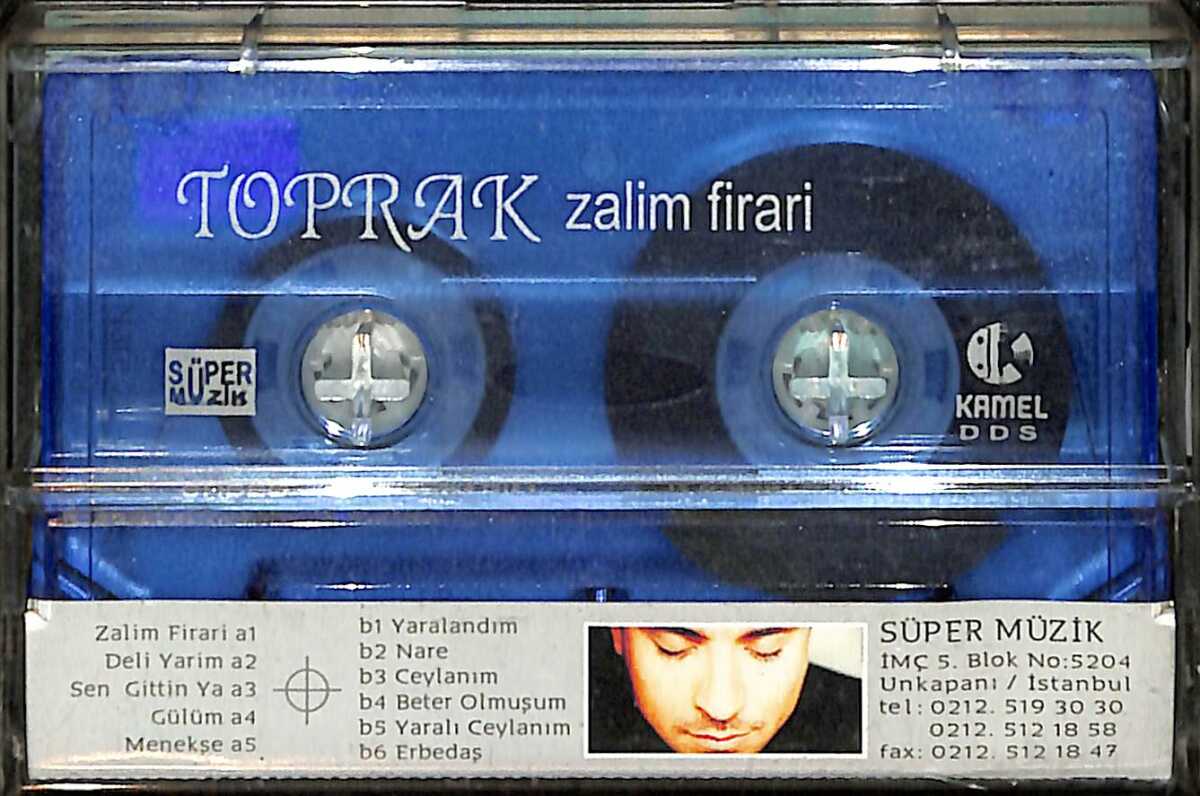 TOPRAK zalim firari
SÜPER
MÜZİK
KAMEL
DDS
Zalim Firari a1
Deli Yarim a2
Sen Gittin Ya a3
Gülüm a4
Menekşe a5
b1 Yaralandım
b2 Nare
b3 Ceylanım
b4 Beter Olmuşum
b5 Yaralı Ceylanım
b6 Erbedaş
SÜPER MÜZİK
İMÇ 5. Blok No:5204
Unkapanı / İstanbul
tel: 0212. 519 30 30
0212. 512 18 58
fax: 0212. 512 18 47